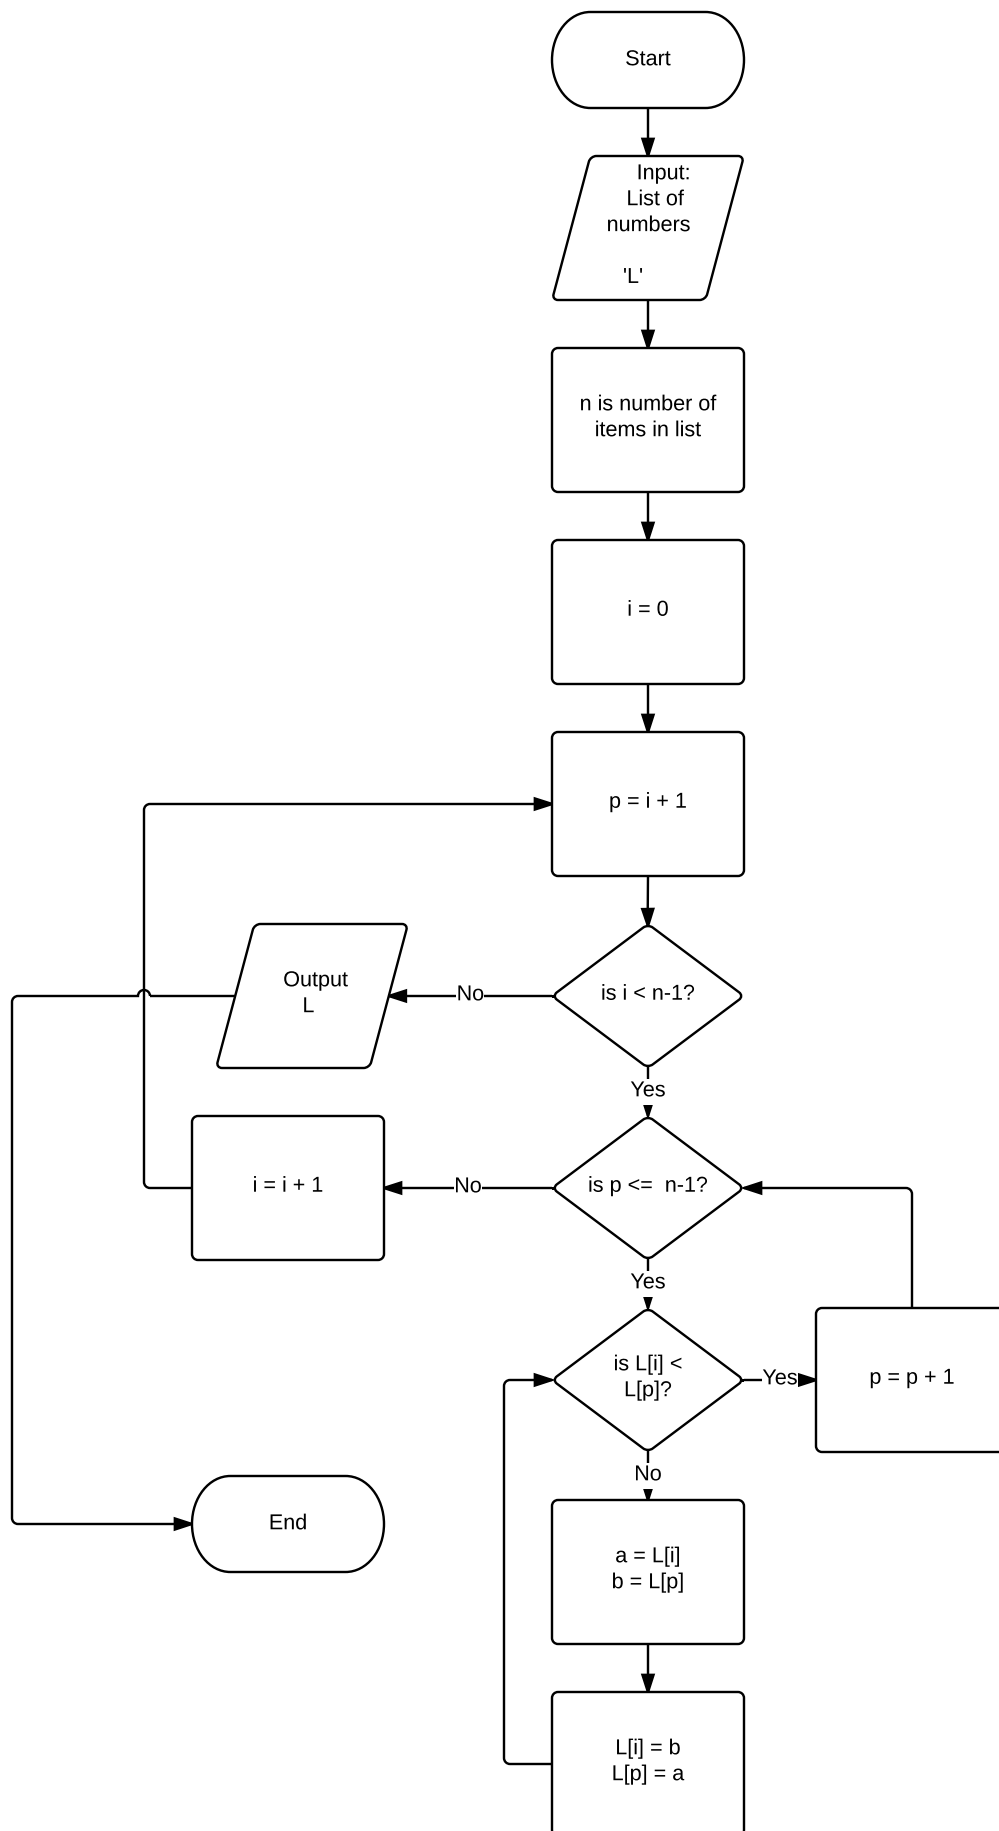 Start
Input:
List of
numbers
'L'
n is number of
items in list
i = 0
p = i + 1
is i < n-1?
No
Output
L
Yes
is p <=  n-1?
No
i = i + 1
Yes
is L[i] <
L[p]?
Yes
p = p + 1
No
a = L[i]
b = L[p]
L[i] = b
L[p] = a
End